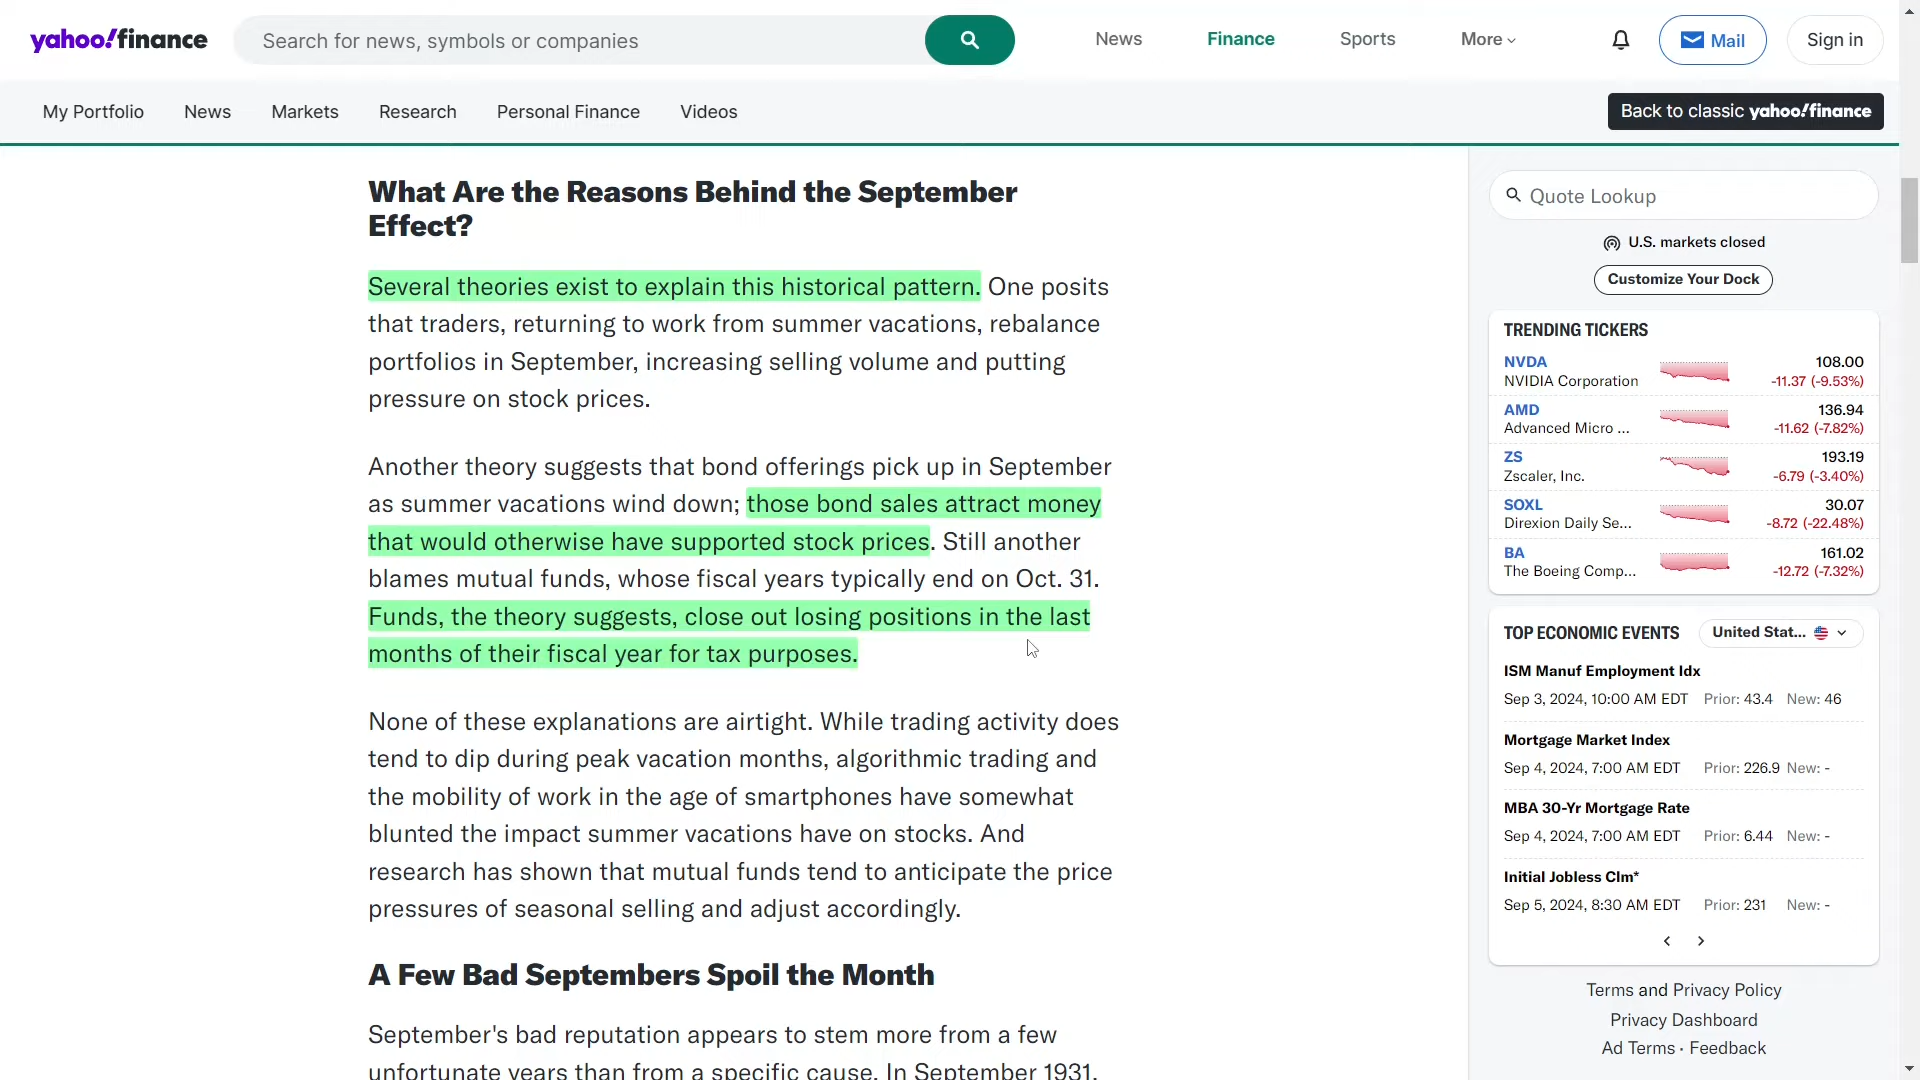 yahoo!finance
Search for news, symbols or companies
News
Finance
Sports
More
Mail
Sign in
My Portfolio
News
Markets
Research
Personal Finance
Videos
Back to classic yahoo!finance
What Are the Reasons Behind the September
Effect?
Several theories exist to explain this historical pattern. One posits
that traders, returning to work from summer vacations, rebalance
portfolios in September, increasing selling volume and putting
pressure on stock prices.
Another theory suggests that bond offerings pick up in September
as summer vacations wind down; those bond sales attract money
that would otherwise have supported stock prices. Still another
blames mutual funds, whose fiscal years typically end on Oct. 31.
Funds, the theory suggests, close out losing positions in the last
months of their fiscal year for tax purposes.
None of these explanations are airtight. While trading activity does
tend to dip during peak vacation months, algorithmic trading and
the mobility of work in the age of smartphones have somewhat
blunted the impact summer vacations have on stocks. And
research has shown that mutual funds tend to anticipate the price
pressures of seasonal selling and adjust accordingly.
A Few Bad Septembers Spoil the Month
September's bad reputation appears to stem more from a few
unfortunate years than from a specific cause. In September 1931,
Quote Lookup
U.S. markets closed
Customize Your Dock
TRENDING TICKERS
NVDA 108.00
NVIDIA Corporation -11.37 (-9.53%)
AMD 136.94
Advanced Micro ... -11.62 (-7.82%)
ZS 193.19
Zscaler, Inc. -6.79 (-3.40%)
SOXL 30.07
Direxion Daily Se... -8.72 (-22.48%)
BA 161.02
The Boeing Comp... -12.72 (-7.32%)
TOP ECONOMIC EVENTS United Stat...
ISM Manuf Employment Idx
Sep 3, 2024, 10:00 AM EDT Prior: 43.4 New: 46
Mortgage Market Index
Sep 4, 2024, 7:00 AM EDT Prior: 226.9 New: -
MBA 30-Yr Mortgage Rate
Sep 4, 2024, 7:00 AM EDT Prior: 6.44 New: -
Initial Jobless Clm*
Sep 5, 2024, 8:30 AM EDT Prior: 231 New: -
Terms and Privacy Policy
Privacy Dashboard
Ad Terms · Feedback